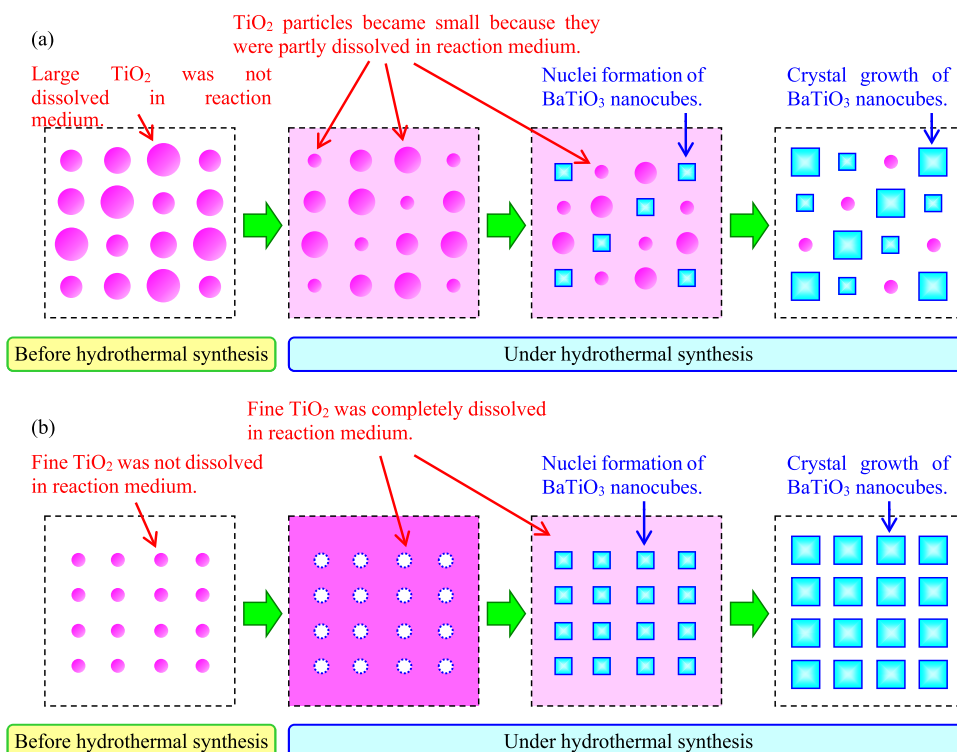 (a)
TiO₂ particles became small because they
were partly dissolved in reaction medium.
Large TiO₂ was not
dissolved in reaction
medium.
Nuclei formation of
BaTiO₃ nanocubes.
Crystal growth of
BaTiO₃ nanocubes.
Before hydrothermal synthesis
Under hydrothermal synthesis
(b)
Fine TiO₂ was completely dissolved
in reaction medium.
Fine TiO₂ was not dissolved
in reaction medium.
Nuclei formation of
BaTiO₃ nanocubes.
Crystal growth of
BaTiO₃ nanocubes.
Before hydrothermal synthesis
Under hydrothermal synthesis